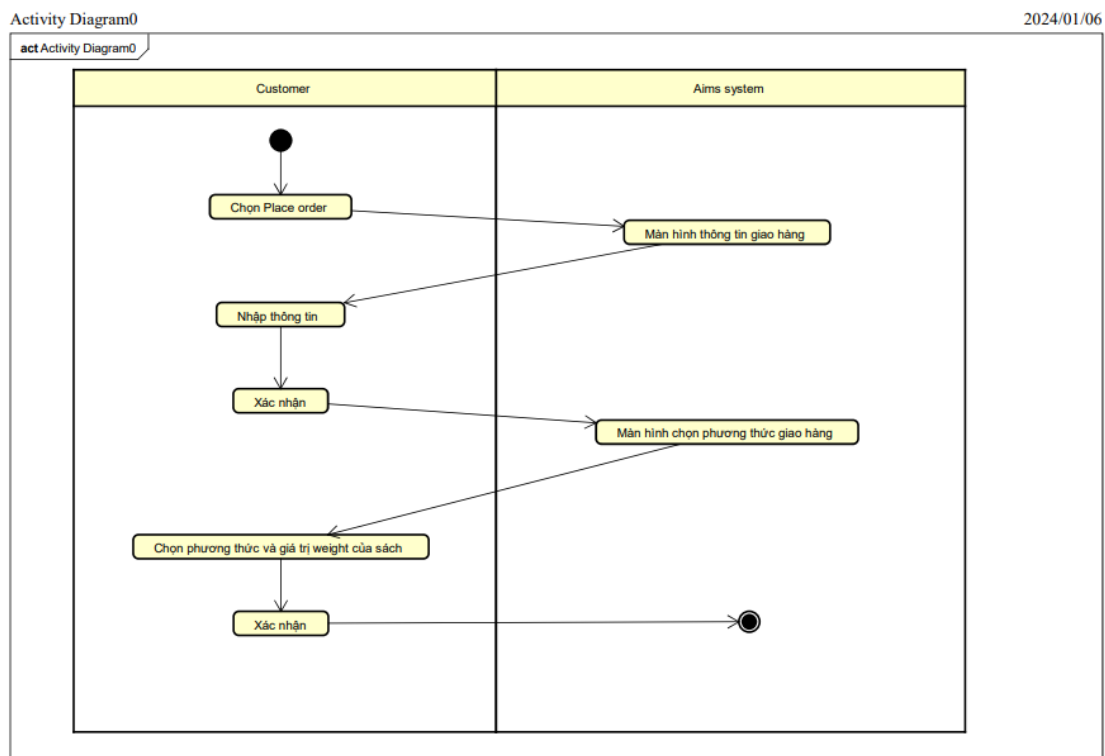 Activity Diagram0
2024/01/06
act Activity Diagram0
Customer
Aims system
Chọn Place order
Màn hình thông tin giao hàng
Nhập thông tin
Xác nhận
Màn hình chọn phương thức giao hàng
Chọn phương thức và giá trị weight của sách
Xác nhận